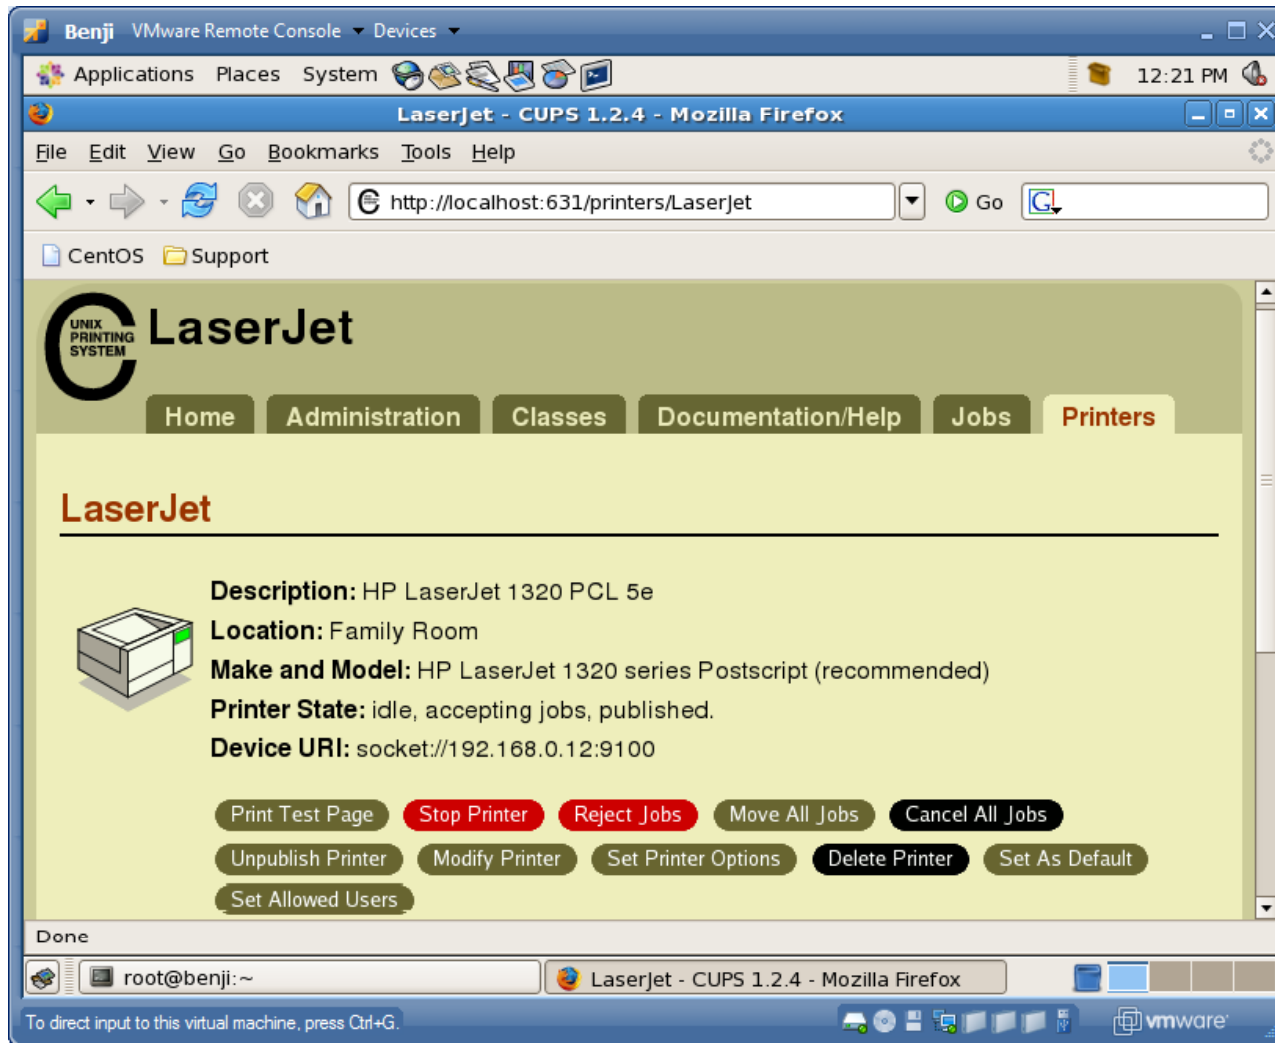 Benji VMware Remote Console Devices
Applications Places System 12:21 PM
LaserJet - CUPS 1.2.4 - Mozilla Firefox
File Edit View Go Bookmarks Tools Help
http://localhost:631/printers/LaserJet Go G
CentOS Support
UNIX
PRINTING
SYSTEM
LaserJet
Home Administration Classes Documentation/Help Jobs Printers
LaserJet
Description: HP LaserJet 1320 PCL 5e
Location: Family Room
Make and Model: HP LaserJet 1320 series Postscript (recommended)
Printer State: idle, accepting jobs, published.
Device URI: socket://192.168.0.12:9100
Print Test Page Stop Printer Reject Jobs Move All Jobs Cancel All Jobs
Unpublish Printer Modify Printer Set Printer Options Delete Printer Set As Default
Set Allowed Users
Done
root@benji:~ LaserJet - CUPS 1.2.4 - Mozilla Firefox
To direct input to this virtual machine, press Ctrl+G. vmware